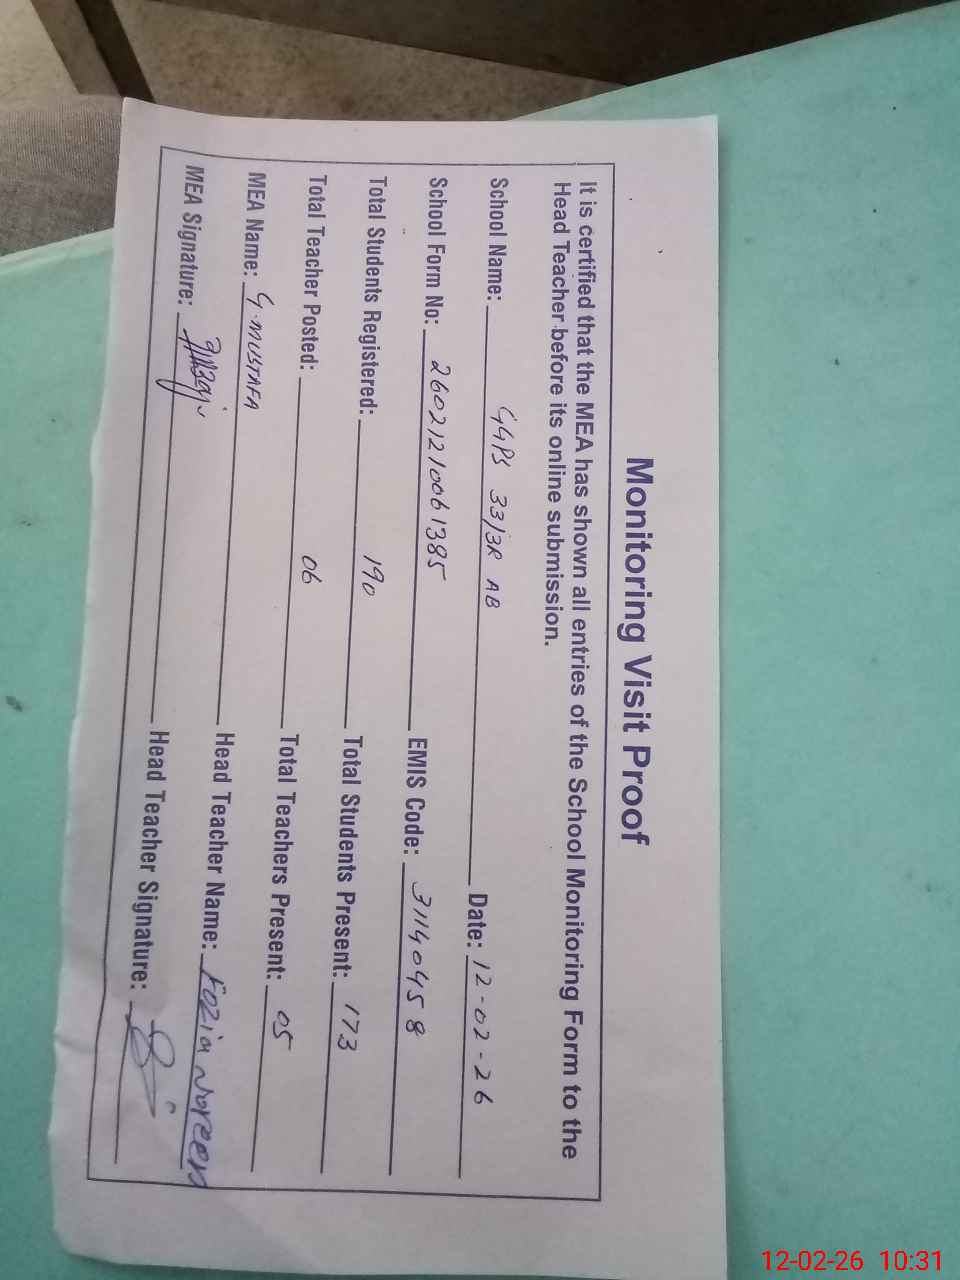 Monitoring Visit Proof
It is certified that the MEA has shown all entries of the School Monitoring Form to the
Head Teacher before its online submission.
School Name: GGPS 33/3R AB Date: 12-02-26
School Form No: 2602121006 1385 EMIS Code: 31140458
Total Students Registered: 190 Total Students Present: 173
Total Teacher Posted: 06 Total Teachers Present: 05
MEA Name: G.MUSTAFA Head Teacher Name: Fozia Noreen
MEA Signature: Head Teacher Signature:
12-02-26 10:31